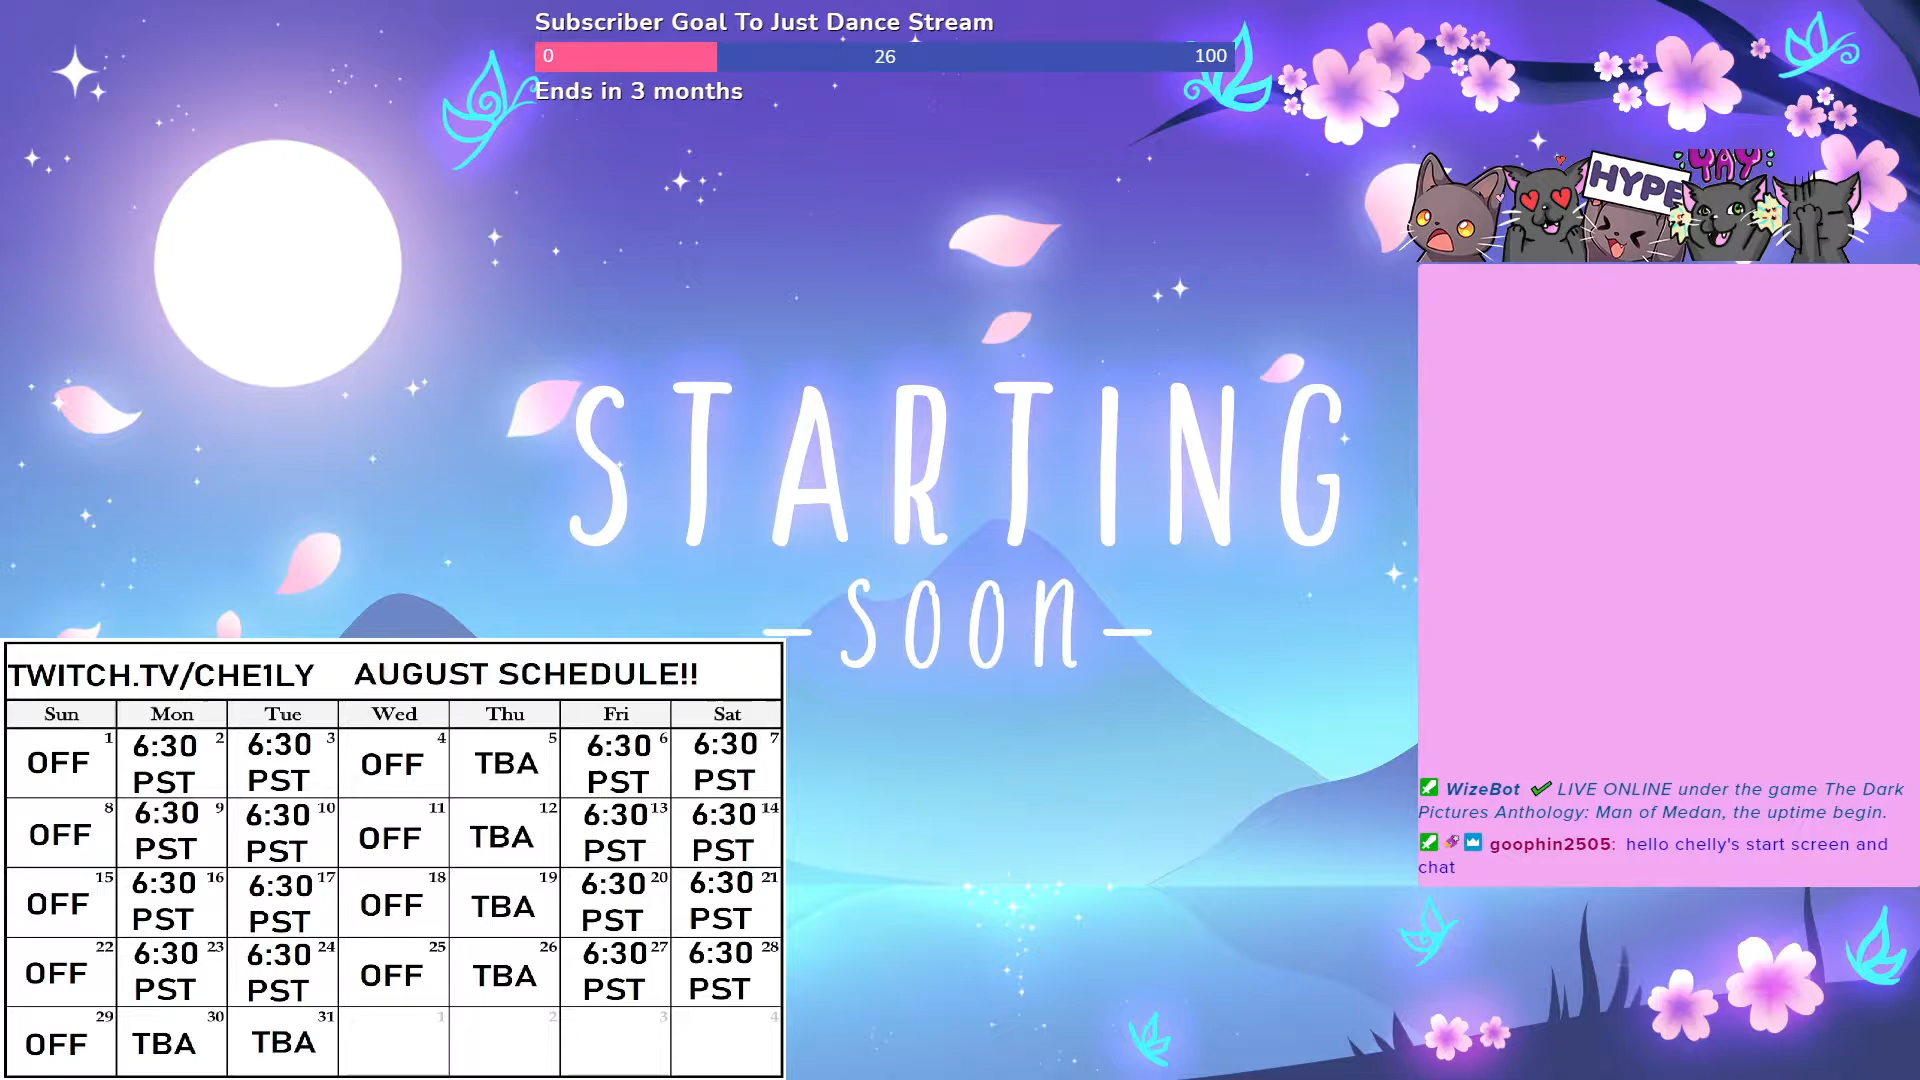 Subscriber Goal To Just Dance Stream
0 26 100
Ends in 3 months
HYPE
YAY
STARTING
-SOON-
TWITCH.TV/CHE1LY AUGUST SCHEDULE!!
Sun Mon Tue Wed Thu Fri Sat
1 2 3 4 5 6 7
OFF 6:30 PST 6:30 PST OFF TBA 6:30 PST 6:30 PST
8 9 10 11 12 13 14
OFF 6:30 PST 6:30 PST OFF TBA 6:30 PST 6:30 PST
15 16 17 18 19 20 21
OFF 6:30 PST 6:30 PST OFF TBA 6:30 PST 6:30 PST
22 23 24 25 26 27 28
OFF 6:30 PST 6:30 PST OFF TBA 6:30 PST 6:30 PST
29 30 31 1 2 3 4
OFF TBA TBA
WizeBot LIVE ONLINE under the game The Dark
Pictures Anthology: Man of Medan, the uptime begin.
goophin2505: hello chelly's start screen and
chat